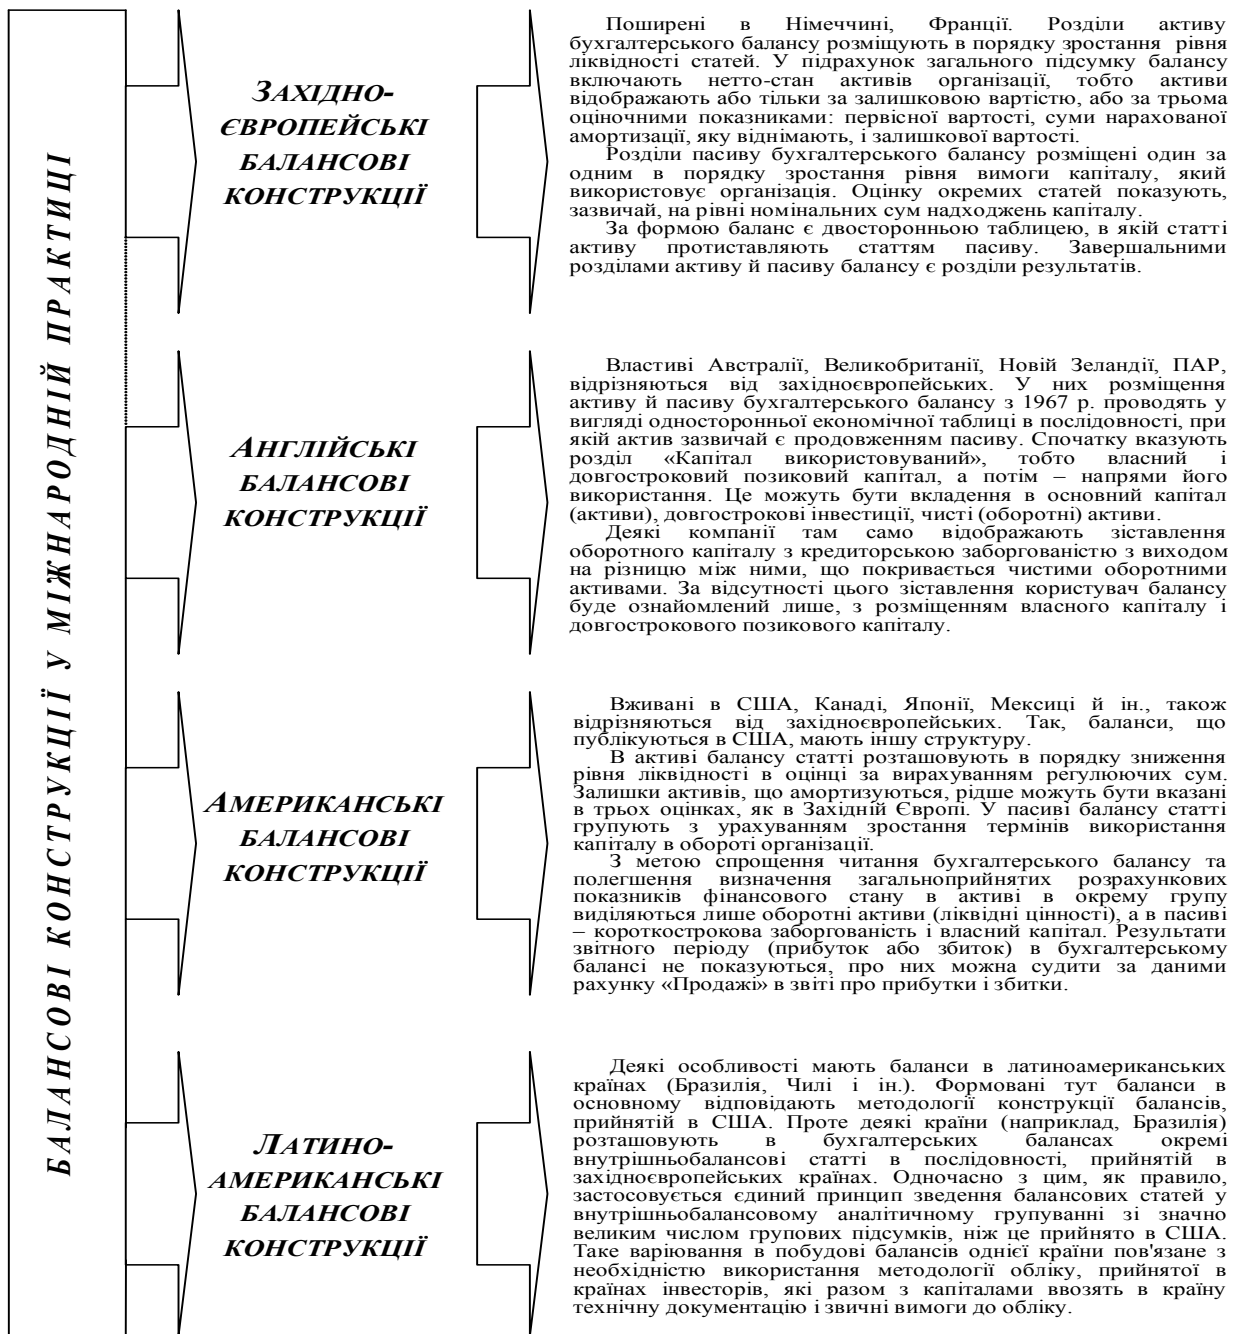 БАЛАНСОВІ КОНСТРУКЦІЇ У МІЖНАРОДНІЙ ПРАКТИЦІ
ЗАХІДНО-
ЄВРОПЕЙСЬКІ
БАЛАНСОВІ
КОНСТРУКЦІЇ
Поширені в Німеччині, Франції. Розділи активу
бухгалтерського балансу розміщують в порядку зростання рівня
ліквідності статей. У підрахунок загального підсумку балансу
включають нетто-стан активів організації, тобто активи
відображають або тільки за залишковою вартістю, або за трьома
оціночними показниками: первісної вартості, суми нарахованої
амортизації, яку віднімають, і залишкової вартості.
Розділи пасиву бухгалтерського балансу розміщені один за
одним в порядку зростання рівня вимоги капіталу, який
використовує організація. Оцінку окремих статей показують,
зазвичай, на рівні номінальних сум надходжень капіталу.
За формою баланс є двосторонньою таблицею, в якій статті
активу протиставляють статтям пасиву. Завершальними
розділами активу й пасиву балансу є розділи результатів.
АНГЛІЙСЬКІ
БАЛАНСОВІ
КОНСТРУКЦІЇ
Властиві Австралії, Великобританії, Новій Зеландії, ПАР,
відрізняються від західноєвропейських. У них розміщення
активу й пасиву бухгалтерського балансу з 1967 р. проводять у
вигляді односторонньої економічної таблиці в послідовності, при
якій актив зазвичай є продовженням пасиву. Спочатку вказують
розділ «Капітал використовуваний», тобто власний і
довгостроковий позиковий капітал, а потім – напрями його
використання. Це можуть бути вкладення в основний капітал
(активи), довгострокові інвестиції, чисті (оборотні) активи.
Деякі компанії там само відображають зіставлення
оборотного капіталу з кредиторською заборгованістю з виходом
на різницю між ними, що покривається чистими оборотними
активами. За відсутності цього зіставлення користувач балансу
буде ознайомлений лише, з розміщенням власного капіталу і
довгострокового позикового капіталу.
АМЕРИКАНСЬКІ
БАЛАНСОВІ
КОНСТРУКЦІЇ
Вживані в США, Канаді, Японії, Мексиці й ін., також
відрізняються від західноєвропейських. Так, баланси, що
публікуються в США, мають іншу структуру.
В активі балансу статті розташовують в порядку зниження
рівня ліквідності в оцінці за вирахуванням регулюючих сум.
Залишки активів, що амортизуються, рідше можуть бути вказані
в трьох оцінках, як в Західній Європі. У пасиві балансу статті
групують з урахуванням зростання термінів використання
капіталу в обороті організації.
З метою спрощення читання бухгалтерського балансу та
полегшення визначення загальноприйнятих розрахункових
показників фінансового стану в активі в окрему групу
виділяються лише оборотні активи (ліквідні цінності), а в пасиві
– короткострокова заборгованість і власний капітал. Результати
звітного періоду (прибуток або збиток) в бухгалтерському
балансі не показуються, про них можна судити за даними
рахунку «Продажі» в звіті про прибутки і збитки.
ЛАТИНО-
АМЕРИКАНСЬКІ
БАЛАНСОВІ
КОНСТРУКЦІЇ
Деякі особливості мають баланси в латиноамериканських
країнах (Бразилія, Чилі і ін.). Формовані тут баланси в
основному відповідають методології конструкції балансів,
прийнятій в США. Проте деякі країни (наприклад, Бразилія)
розташовують в бухгалтерських балансах окремі
внутрішньобалансові статті в послідовності, прийнятій в
західноєвропейських країнах. Одночасно з цим, як правило,
застосовується єдиний принцип зведення балансових статей у
внутрішньобалансовому аналітичному групуванні зі значно
великим числом групових підсумків, ніж це прийнято в США.
Таке варіювання в побудові балансів однієї країни пов'язане з
необхідністю використання методології обліку, прийнятої в
країнах інвесторів, які разом з капіталами ввозять в країну
технічну документацію і звичні вимоги до обліку.